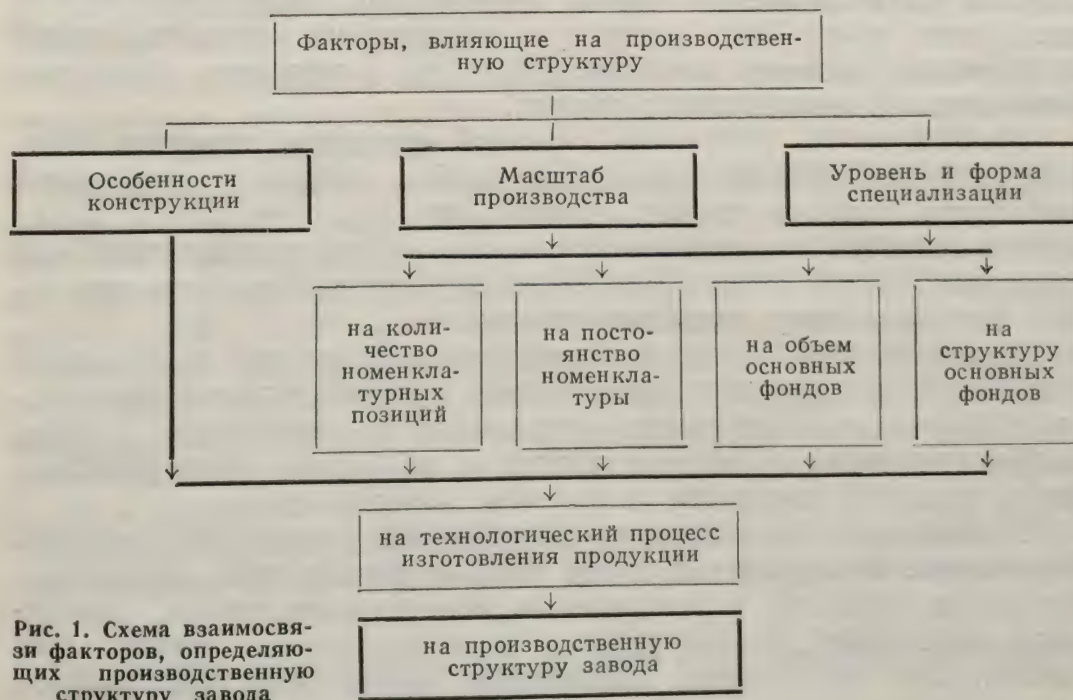 Факторы, влияющие на производствен-
ную структуру
Особенности
конструкции
Масштаб
производства
Уровень и форма
специализации
на коли-
чество
номенкла-
турных
позиций
на посто-
янство
номенкла-
туры
на объем
основных
фондов
на
структуру
основных
фондов
на технологический процесс
изготовления продукции
на производственную
структуру завода
Рис. 1. Схема взаимосвя-
зи факторов, определяю-
щих производственную
структуру завода